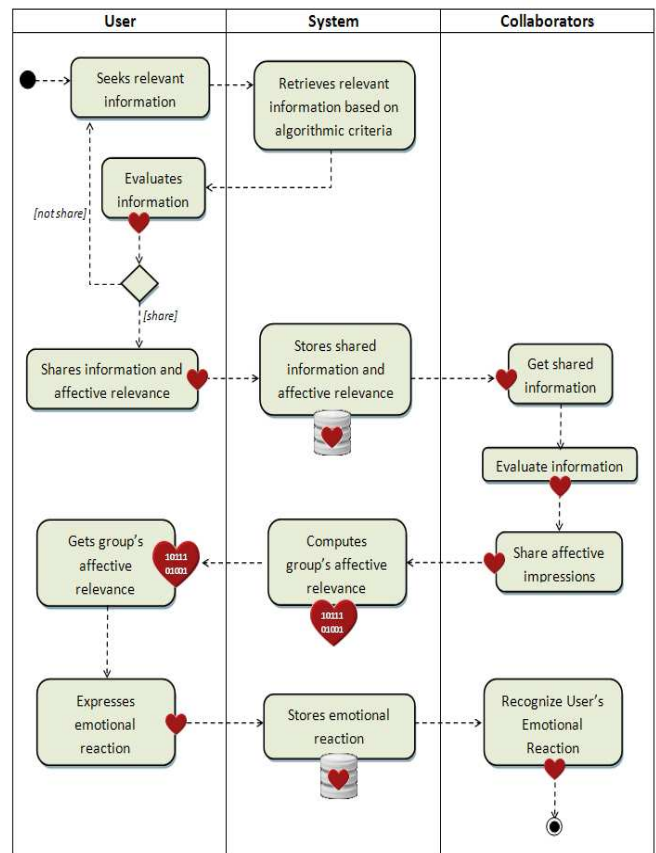 User
System
Collaborators
Seeks relevant
information
Retrieves relevant
information based on
algorithmic criteria
Evaluates
information
[not share]
[share]
Shares information and
affective relevance
Stores shared
information and
affective relevance
Get shared
information
Evaluate information
Share affective
impressions
Computes
group's affective
relevance
10111
01001
Gets group's
affective
relevance
10111
01001
Expresses
emotional
reaction
Stores emotional
reaction
Recognize User's
Emotional
Reaction